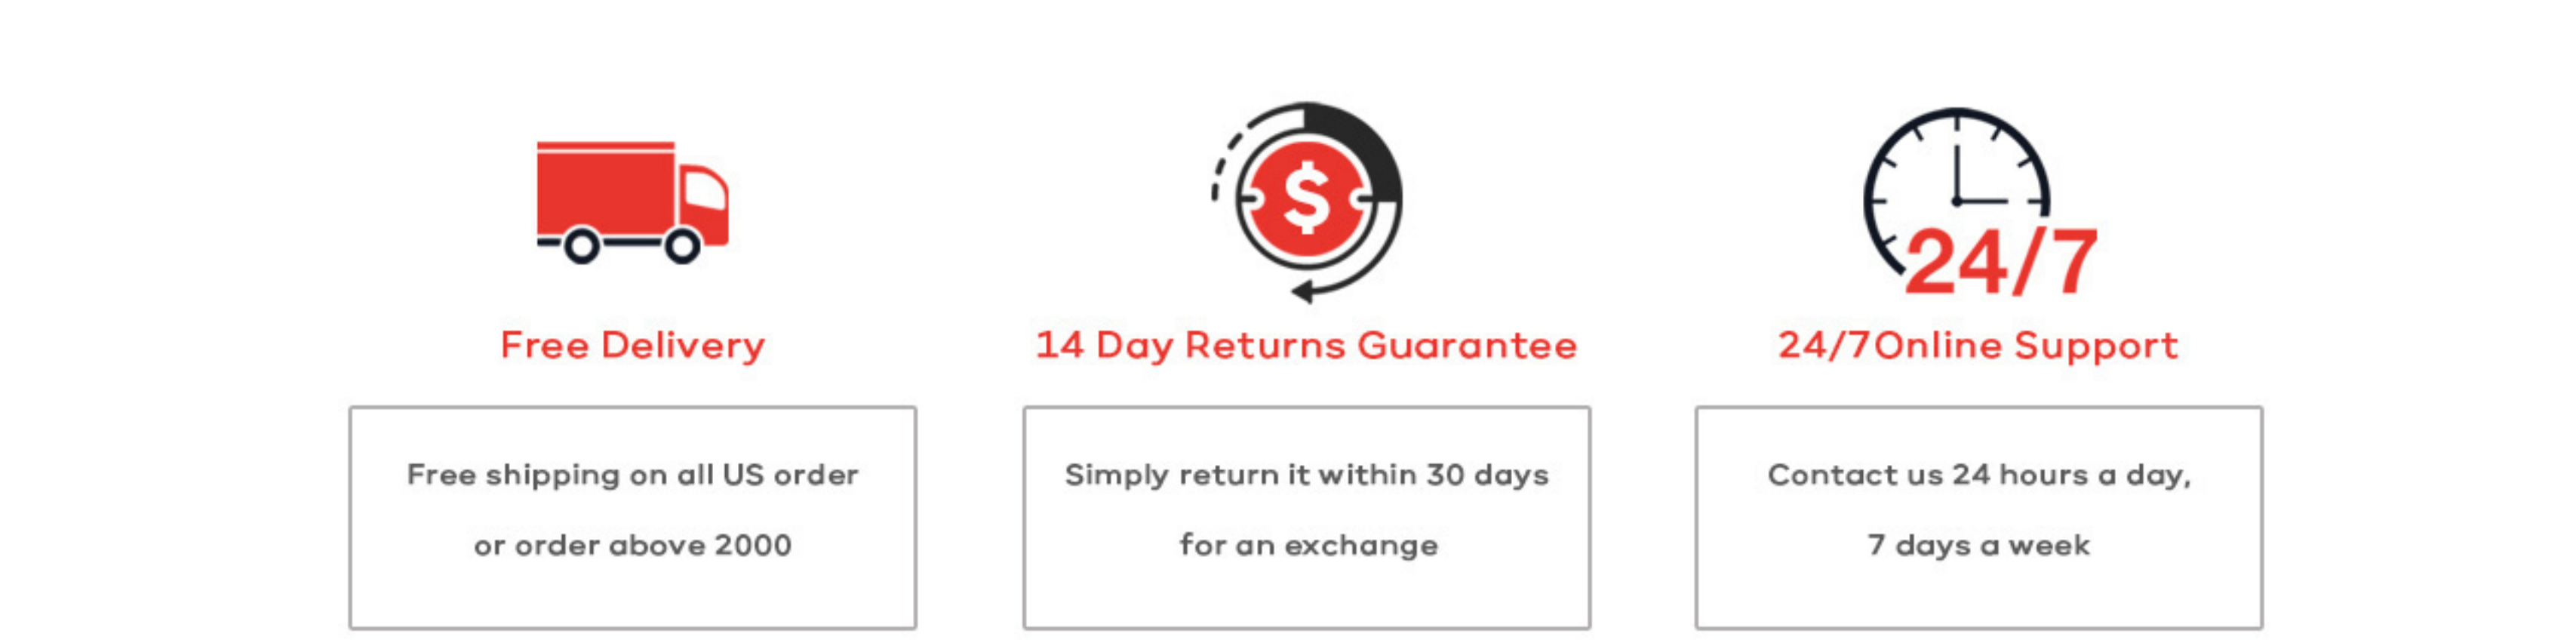 24/7
Free Delivery
14 Day Returns Guarantee
24/7Online Support
Free shipping on all US order
or order above 2000
Simply return it within 30 days
for an exchange
Contact us 24 hours a day,
7 days a week